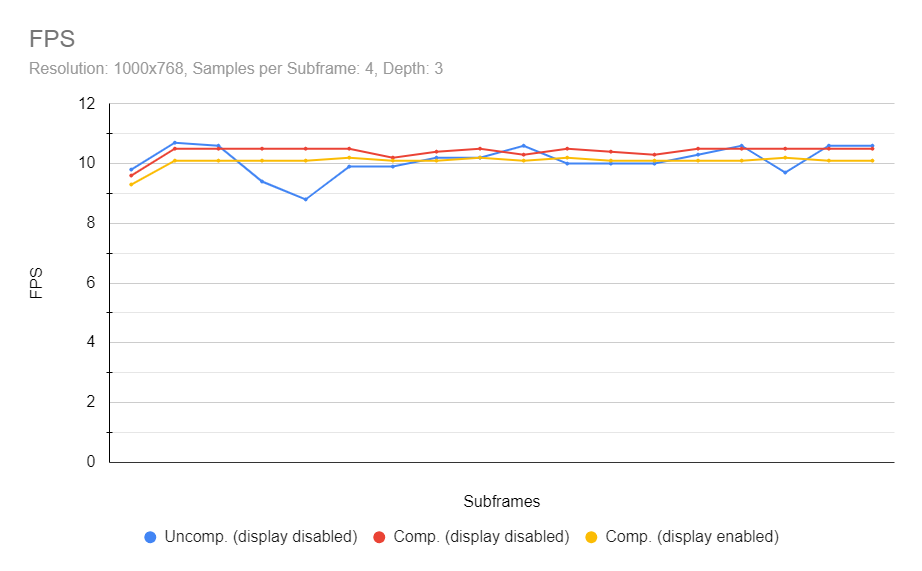 FPS
Resolution: 1000x768, Samples per Subframe: 4, Depth: 3
12
10
8
6
4
2
0
FPS
Subframes
Uncomp. (display disabled) Comp. (display disabled) Comp. (display enabled)